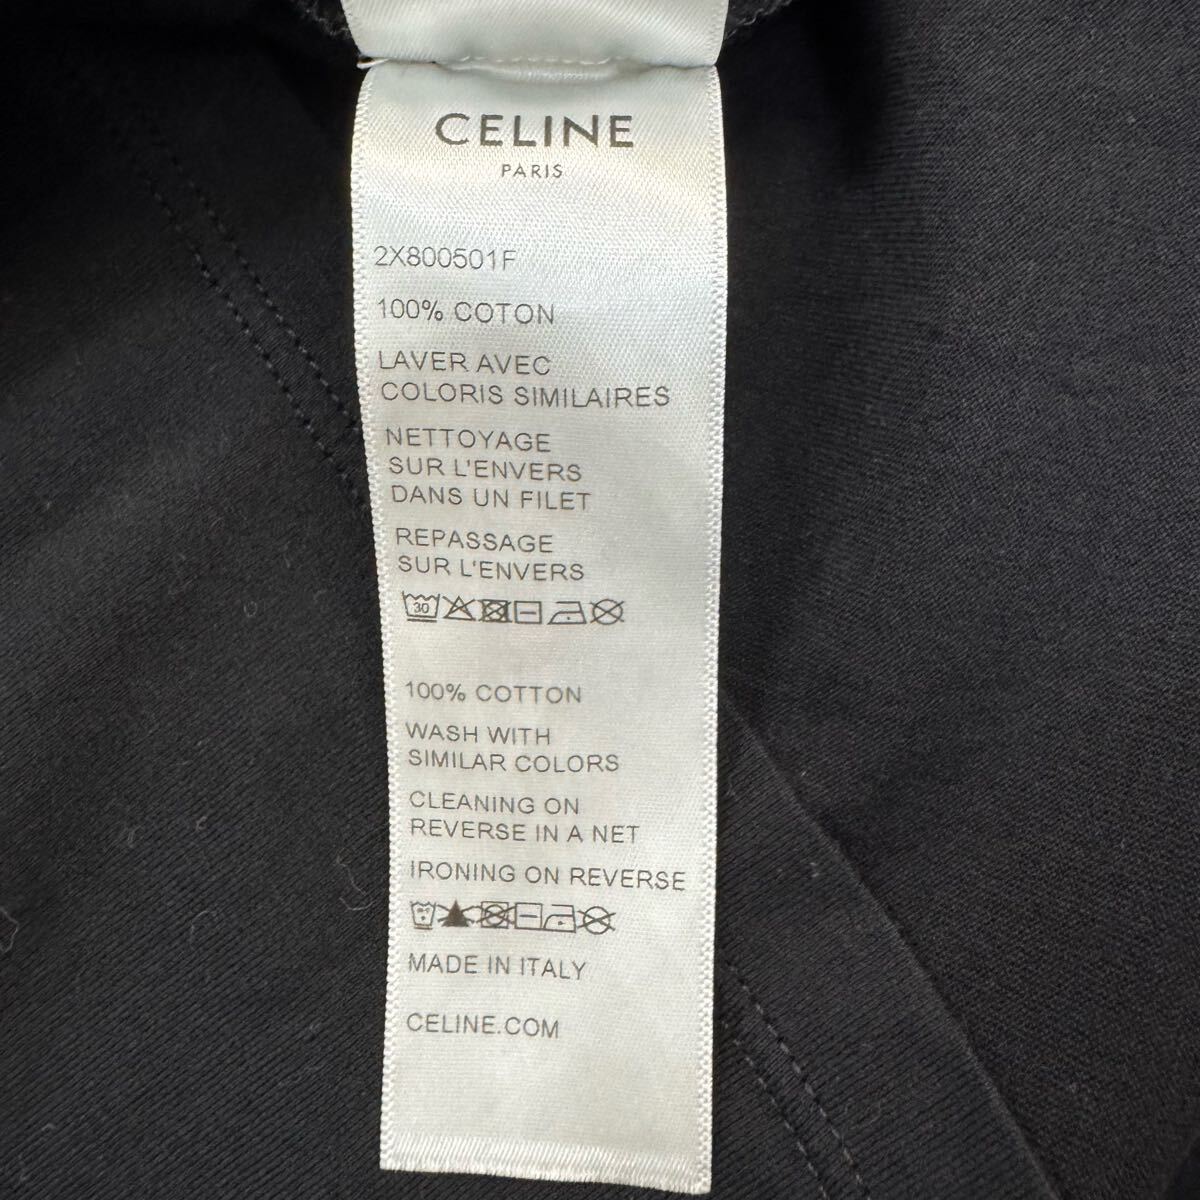 CELINE
PARIS
2X800501F
100% COTON
LAVER AVEC
COLORIS SIMILAIRES
NETTOYAGE
SUR L'ENVERS
DANS UN FILET
REPASSAGE
SUR L'ENVERS
30
100% COTTON
WASH WITH
SIMILAR COLORS
CLEANING ON
REVERSE IN A NET
IRONING ON REVERSE
MADE IN ITALY
CELINE.COM